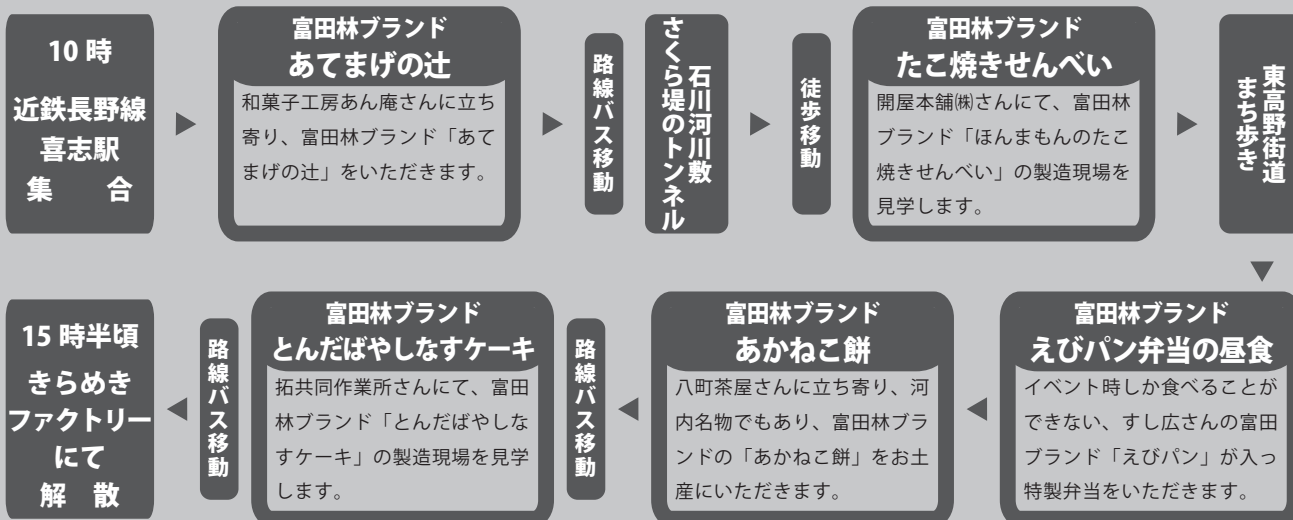 10 時
近鉄長野線
喜志駅
集　　合
富田林ブランド
あてまげの辻
和菓子工房あん庵さんに立ち
寄り、富田林ブランド「あて
まげの辻」をいただきます。
路線バス移動
石川河川敷
さくら堤のトンネル
徒歩移動
富田林ブランド
たこ焼きせんべい
開屋本舗㈱さんにて、富田林
ブランド「ほんまもんのたこ
焼きせんべい」の製造現場を
見学します。
東高野街道
まち歩き
富田林ブランド
えびパン弁当の昼食
イベント時しか食べることが
できない、すし広さんの富田
ブランド「えびパン」が入っ
特製弁当をいただきます。
富田林ブランド
あかねこ餅
八町茶屋さんに立ち寄り、河
内名物でもあり、富田林ブラ
ンドの「あかねこ餅」をお土
産にいただきます。
路線バス移動
富田林ブランド
とんだばやしなすケーキ
拓共同作業所さんにて、富田
林ブランド「とんだばやしな
すケーキ」の製造現場を見学
します。
路線バス移動
15 時半頃
きらめき
ファクトリー
にて
解　散